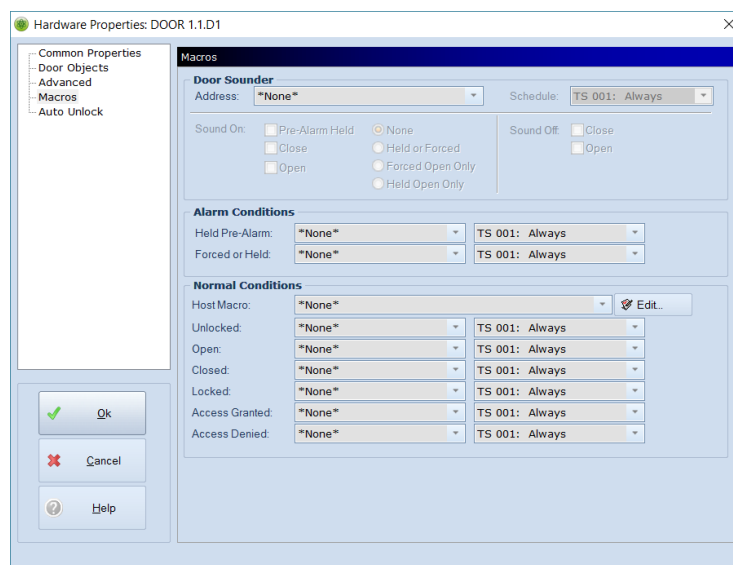 Hardware Properties: DOOR 1.1.D1
Common Properties
Door Objects
Advanced
Macros
Auto Unlock
Macros
Door Sounder
Address: *None* Schedule: TS 001: Always
Sound On: Pre-Alarm Held None Sound Off: Close
Close Held or Forced Open
Open Forced Open Only
Held Open Only
Alarm Conditions
Held Pre-Alarm: *None* TS 001: Always
Forced or Held: *None* TS 001: Always
Normal Conditions
Host Macro: *None* Edit...
Unlocked: *None* TS 001: Always
Open: *None* TS 001: Always
Closed: *None* TS 001: Always
Locked: *None* TS 001: Always
Access Granted: *None* TS 001: Always
Access Denied: *None* TS 001: Always
Ok
Cancel
Help